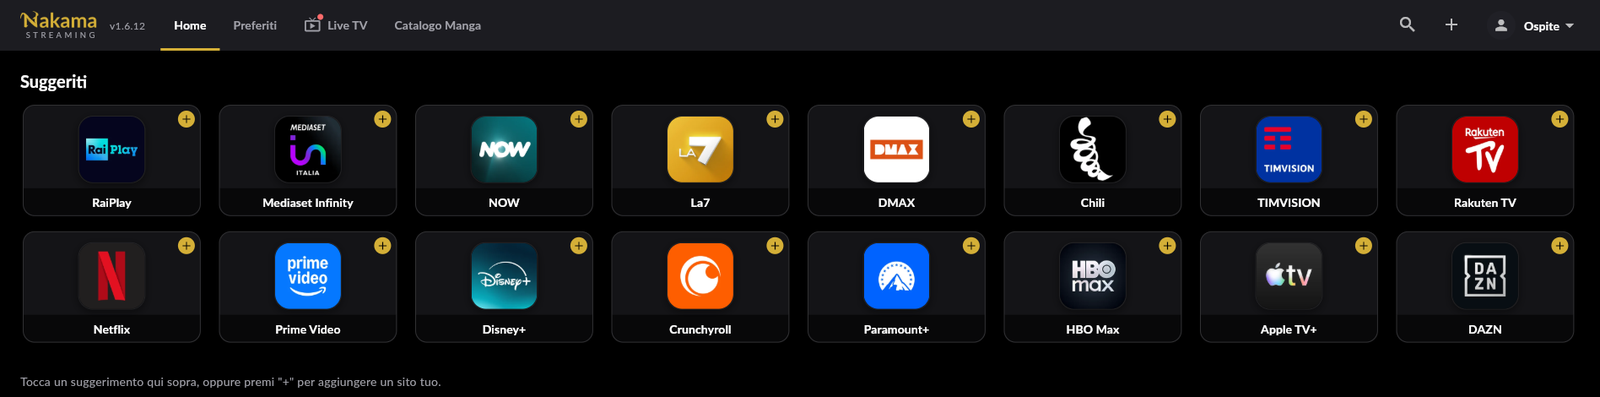 Nakama
STREAMING
v1.6.12
Home
Preferiti
Live TV
Catalogo Manga
Ospite
Suggeriti
Rai Play
MEDIASET
in
ITALIA
NOW
LA7
DMAX
TIMVISION
Rakuten
TV
RaiPlay
Mediaset Infinity
NOW
La7
DMAX
Chili
TIMVISION
Rakuten TV
N
prime
video
Disney+
HBO
max
tv
DA
ZN
Netflix
Prime Video
Disney+
Crunchyroll
Paramount+
HBO Max
Apple TV+
DAZN
Tocca un suggerimento qui sopra, oppure premi "+" per aggiungere un sito tuo.